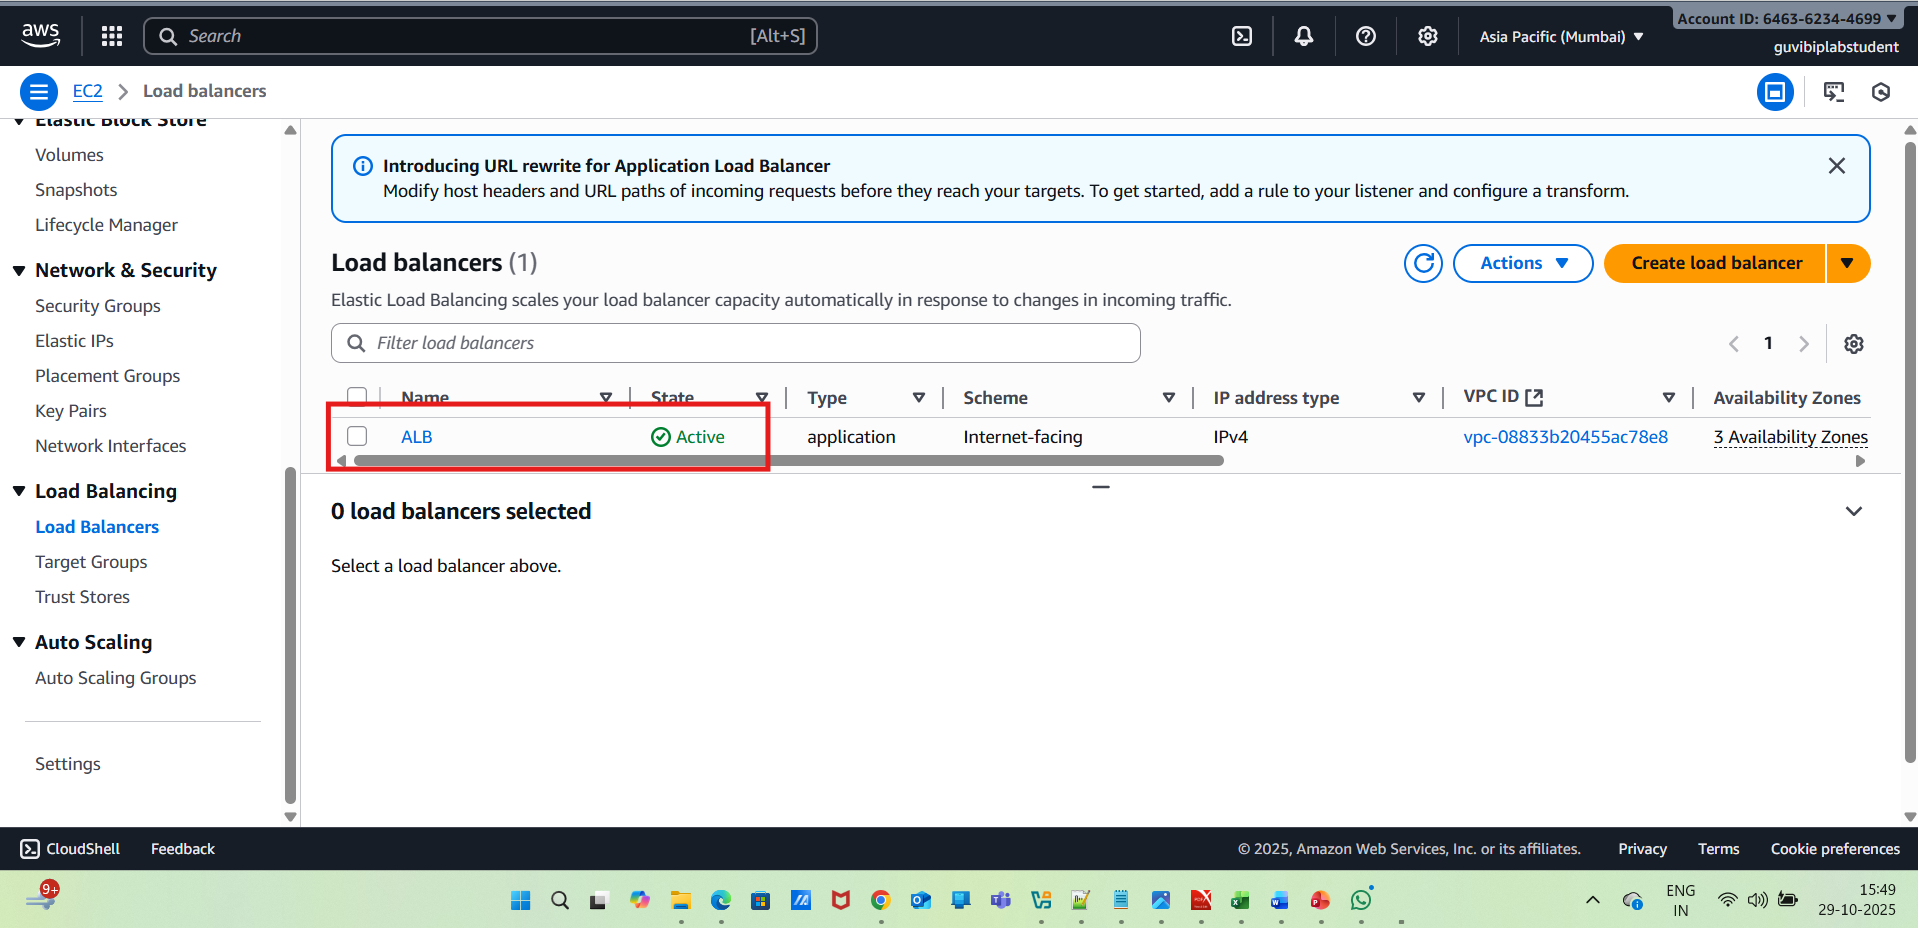 aws
Search
[Alt+S]
Asia Pacific (Mumbai)
Account ID: 6463-6234-4699
guvibiplabstudent
EC2
Load balancers
Elastic Block Store
Volumes
Snapshots
Lifecycle Manager
Network & Security
Security Groups
Elastic IPs
Placement Groups
Key Pairs
Network Interfaces
Load Balancing
Load Balancers
Target Groups
Trust Stores
Auto Scaling
Auto Scaling Groups
Settings
Introducing URL rewrite for Application Load Balancer
Modify host headers and URL paths of incoming requests before they reach your targets. To get started, add a rule to your listener and configure a transform.
Load balancers (1)
Actions
Create load balancer
Elastic Load Balancing scales your load balancer capacity automatically in response to changes in incoming traffic.
Filter load balancers
1
Name State Type Scheme IP address type VPC ID Availability Zones
ALB Active application Internet-facing IPv4 vpc-08833b20455ac78e8 3 Availability Zones
0 load balancers selected
Select a load balancer above.
CloudShell Feedback © 2025, Amazon Web Services, Inc. or its affiliates. Privacy Terms Cookie preferences
9+
ENG
IN
15:49
29-10-2025